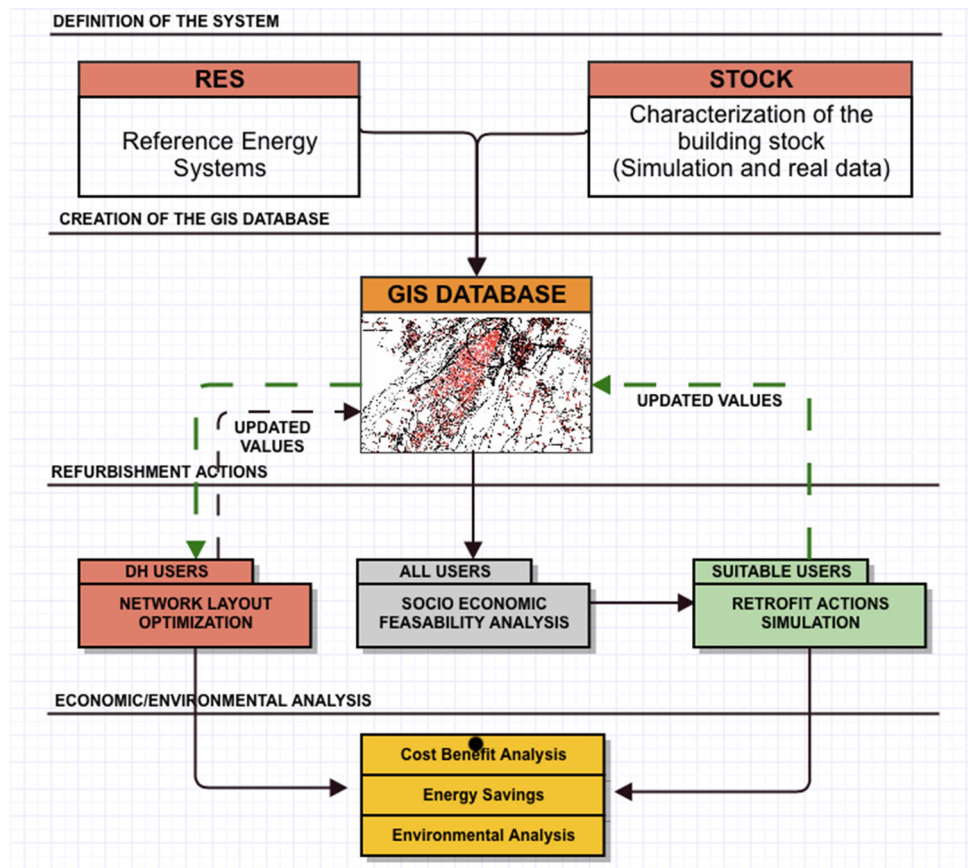 DEFINITION OF THE SYSTEM
RES
Reference Energy
Systems
STOCK
Characterization of the
building stock
(Simulation and real data)
CREATION OF THE GIS DATABASE
GIS DATABASE
UPDATED
VALUES
UPDATED VALUES
REFURBISHMENT ACTIONS
DH USERS
NETWORK LAYOUT
OPTIMIZATION
ALL USERS
SOCIO ECONOMIC
FEASABILITY ANALYSIS
SUITABLE USERS
RETROFIT ACTIONS
SIMULATION
ECONOMIC/ENVIRONMENTAL ANALYSIS
Cost Benefit Analysis
Energy Savings
Environmental Analysis